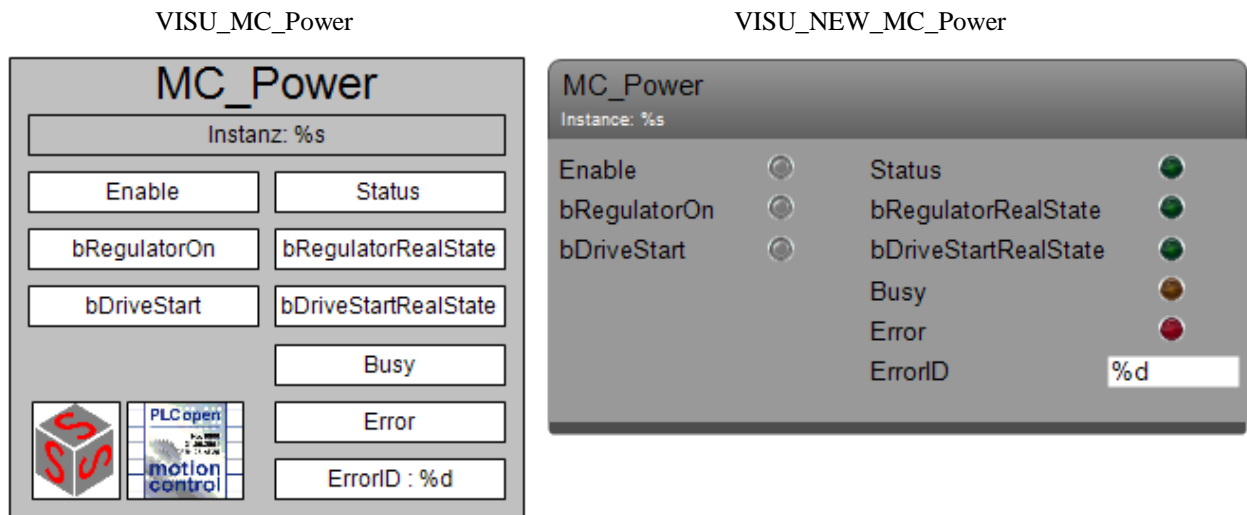 VISU_MC_Power
MC_Power
Instanz: %s
Enable
Status
bRegulatorOn
bRegulatorRealState
bDriveStart
bDriveStartRealState
Busy
Error
ErrorID : %d
S
S
S
PLCopen
motion
control
VISU_NEW_MC_Power
MC_Power
Instance: %s
Enable
Status
bRegulatorOn
bRegulatorRealState
bDriveStart
bDriveStartRealState
Busy
Error
ErrorID
%d